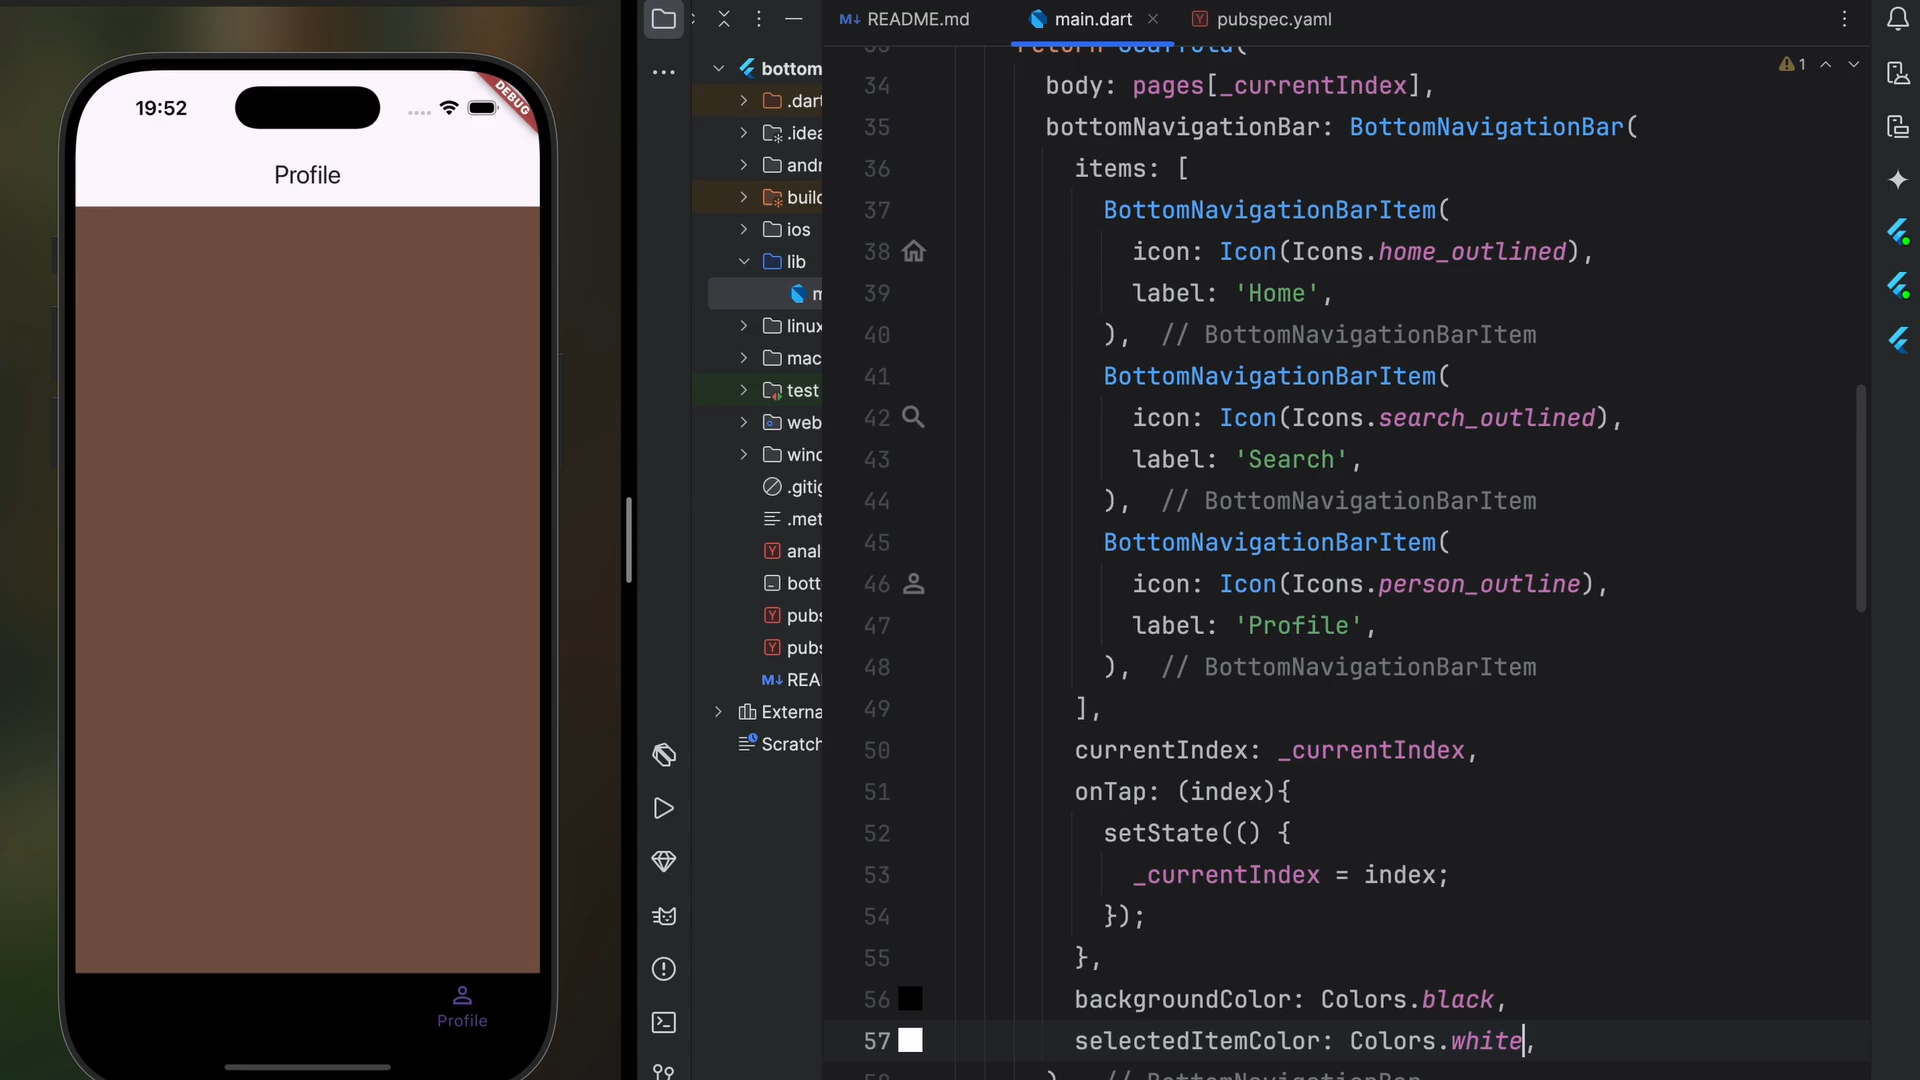 19:52
DEBUG
Profile
Profile
README.md
main.dart
pubspec.yaml
bottom
.dart
.idea
andr
build
ios
lib
m
linux
mac
test
web
wind
.gitig
.met
anal
bott
pubs
pubs
REA
Externa
Scratch
1
34 body: pages[_currentIndex],
35 bottomNavigationBar: BottomNavigationBar(
36 items: [
37 BottomNavigationBarItem(
38 icon: Icon(Icons.home_outlined),
39 label: 'Home',
40 ), // BottomNavigationBarItem
41 BottomNavigationBarItem(
42 icon: Icon(Icons.search_outlined),
43 label: 'Search',
44 ), // BottomNavigationBarItem
45 BottomNavigationBarItem(
46 icon: Icon(Icons.person_outline),
47 label: 'Profile',
48 ), // BottomNavigationBarItem
49 ],
50 currentIndex: _currentIndex,
51 onTap: (index){
52 setState(() {
53 _currentIndex = index;
54 });
55 },
56 backgroundColor: Colors.black,
57 selectedItemColor: Colors.white,